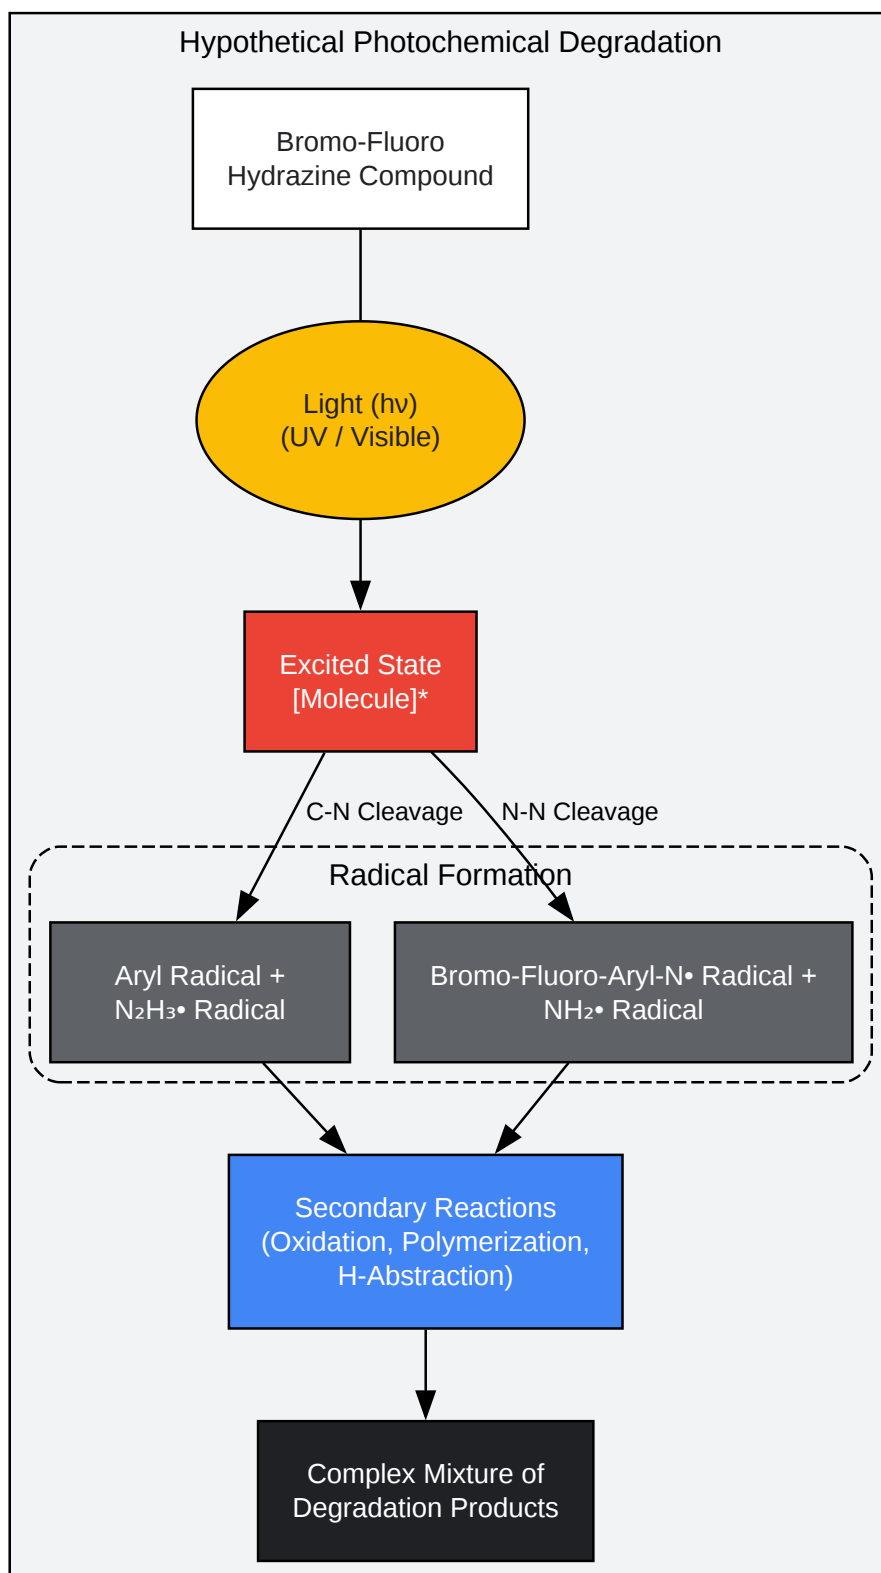 Hypothetical Photochemical Degradation
Bromo-Fluoro
Hydrazine Compound
Light (hν)
(UV / Visible)
Excited State
[Molecule]*
C-N Cleavage
N-N Cleavage
Radical Formation
Aryl Radical +
N₂H₃• Radical
Bromo-Fluoro-Aryl-N• Radical +
NH₂• Radical
Secondary Reactions
(Oxidation, Polymerization,
H-Abstraction)
Complex Mixture of
Degradation Products